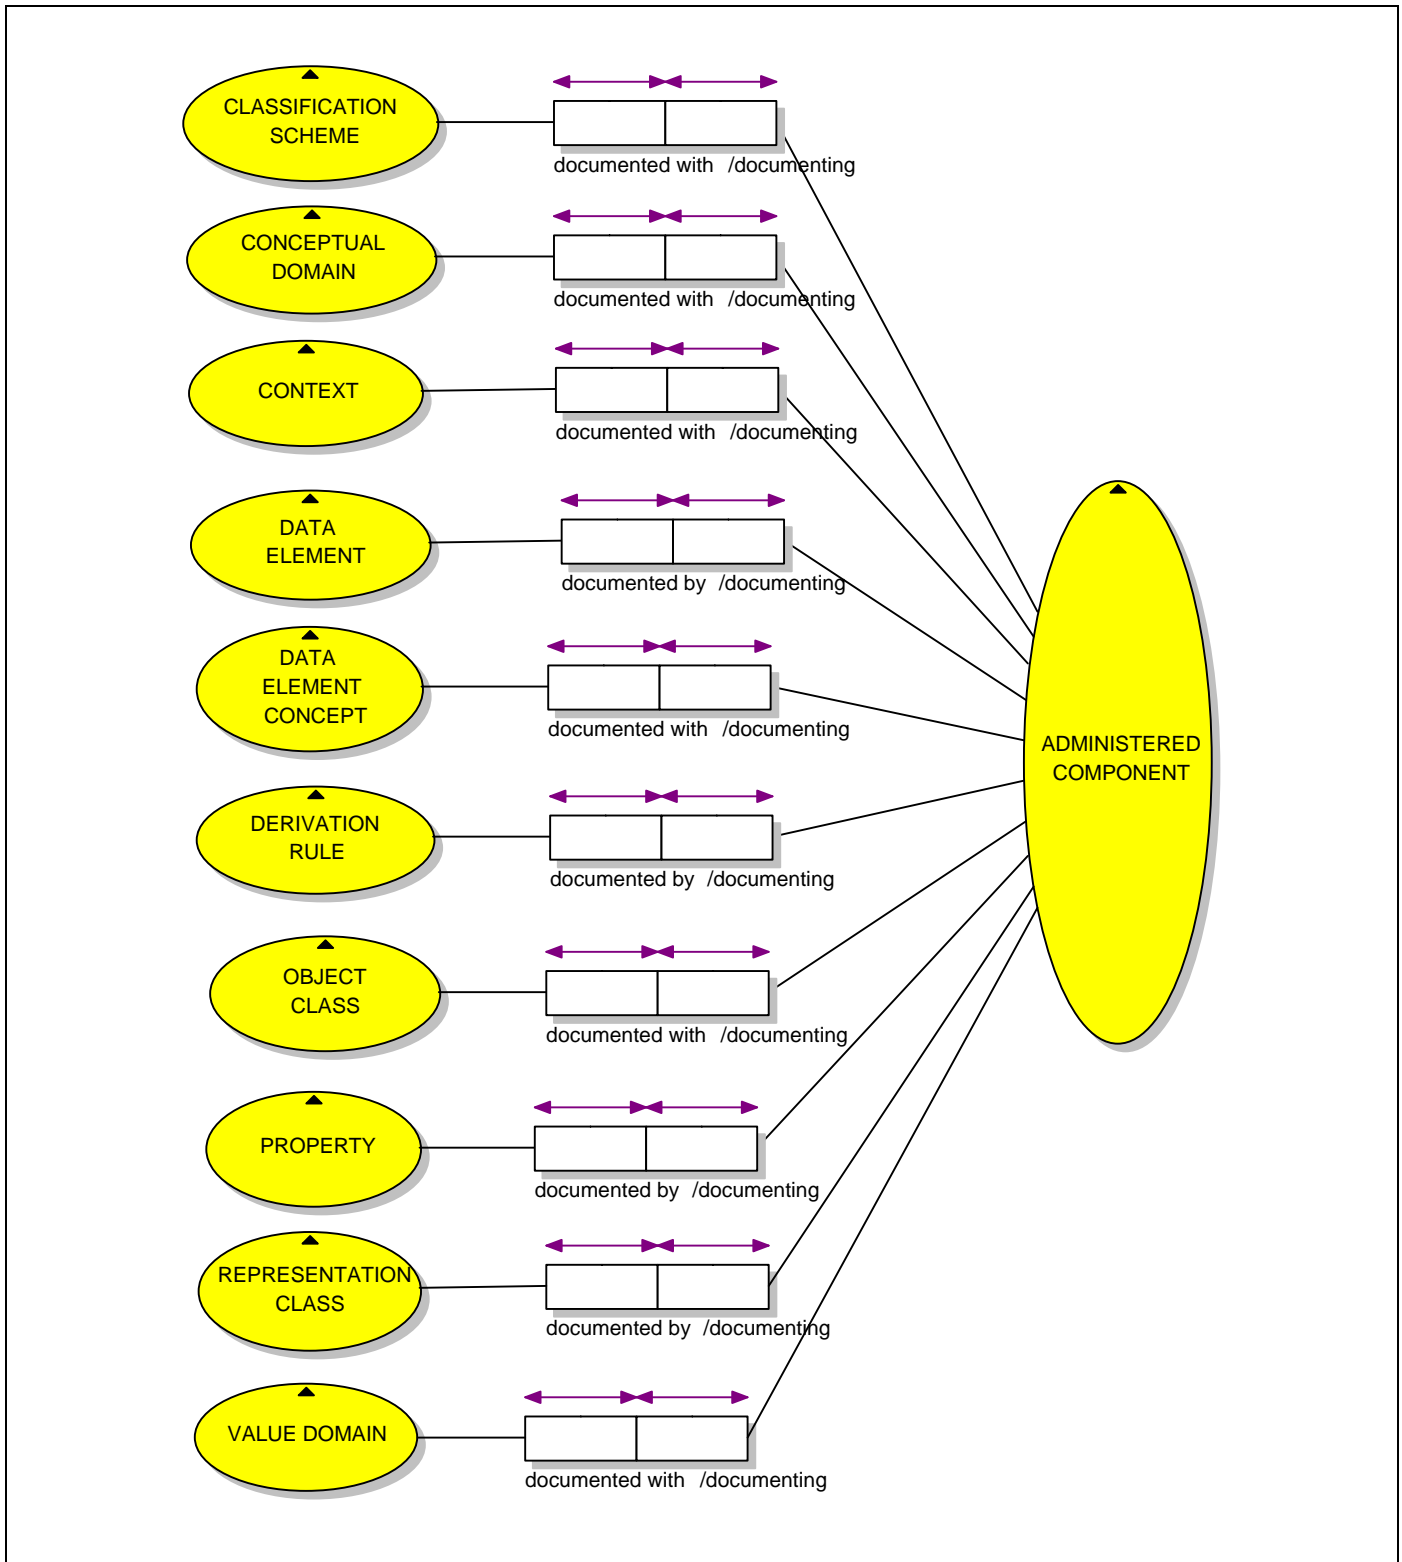 CLASSIFICATION
SCHEME
documented with /documenting
CONCEPTUAL
DOMAIN
documented with /documenting
CONTEXT
documented with /documenting
DATA
ELEMENT
documented by /documenting
DATA
ELEMENT
CONCEPT
documented with /documenting
ADMINISTERED
COMPONENT
DERIVATION
RULE
documented by /documenting
OBJECT
CLASS
documented with /documenting
PROPERTY
documented by /documenting
REPRESENTATION
CLASS
documented by /documenting
VALUE DOMAIN
documented with /documenting